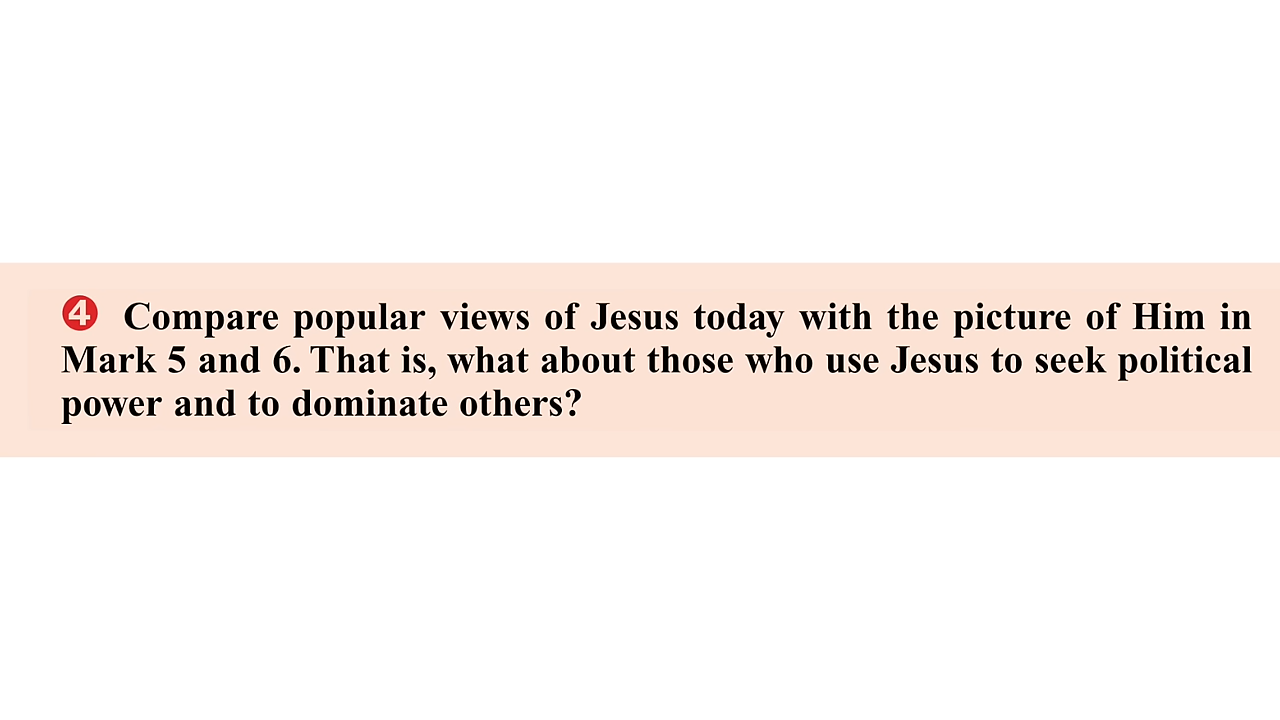 ❹ Compare popular views of Jesus today with the picture of Him in
Mark 5 and 6. That is, what about those who use Jesus to seek political
power and to dominate others?